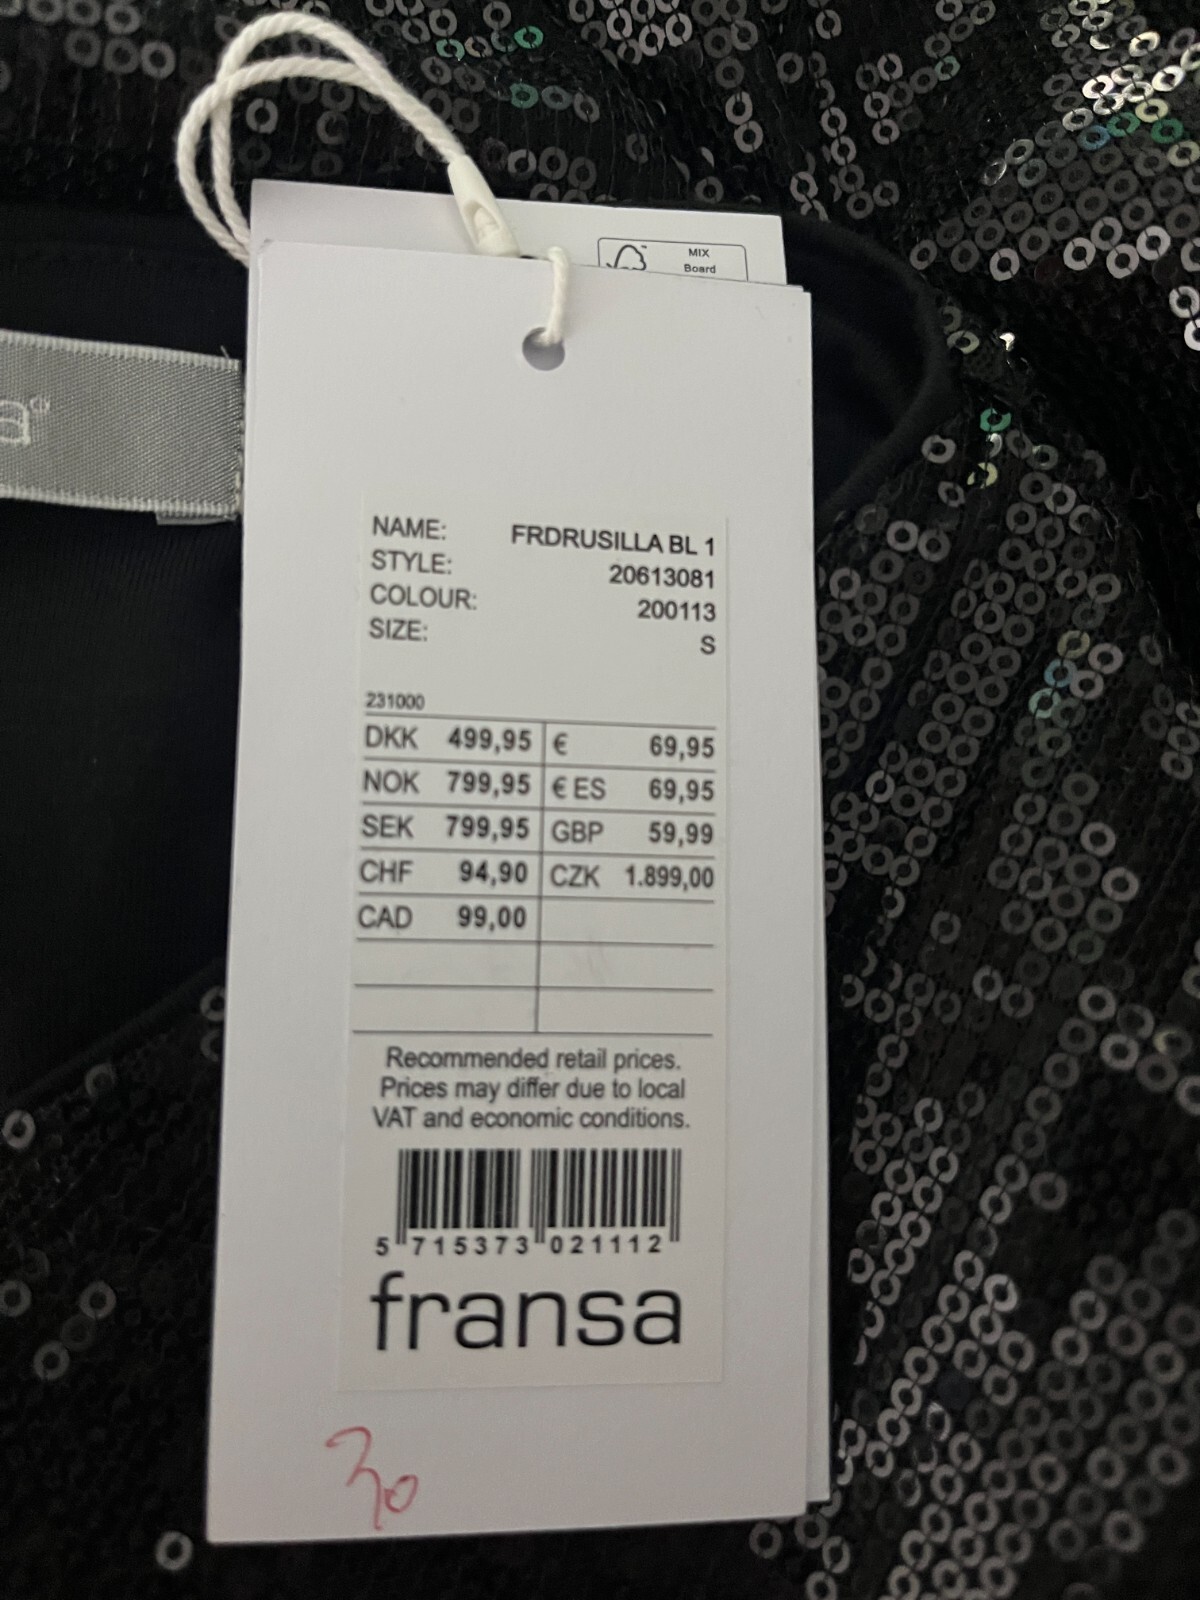 MIX
Board
a®
NAME: FRDRUSILLA BL 1
STYLE: 20613081
COLOUR: 200113
SIZE: S
231000
DKK 499,95 € 69,95
NOK 799,95 € ES 69,95
SEK 799,95 GBP 59,99
CHF 94,90 CZK 1.899,00
CAD 99,00
Recommended retail prices.
Prices may differ due to local
VAT and economic conditions.
5 715373 021112
fransa
30